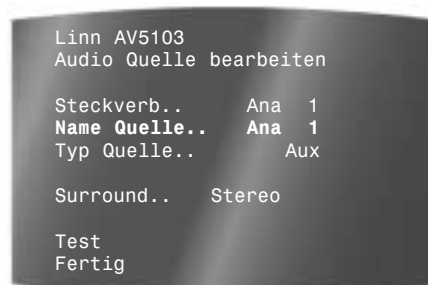 Linn AV5103
Audio Quelle bearbeiten
Steckverb.. Ana 1
Name Quelle.. Ana 1
Typ Quelle.. Aux
Surround.. Stereo
Test
Fertig